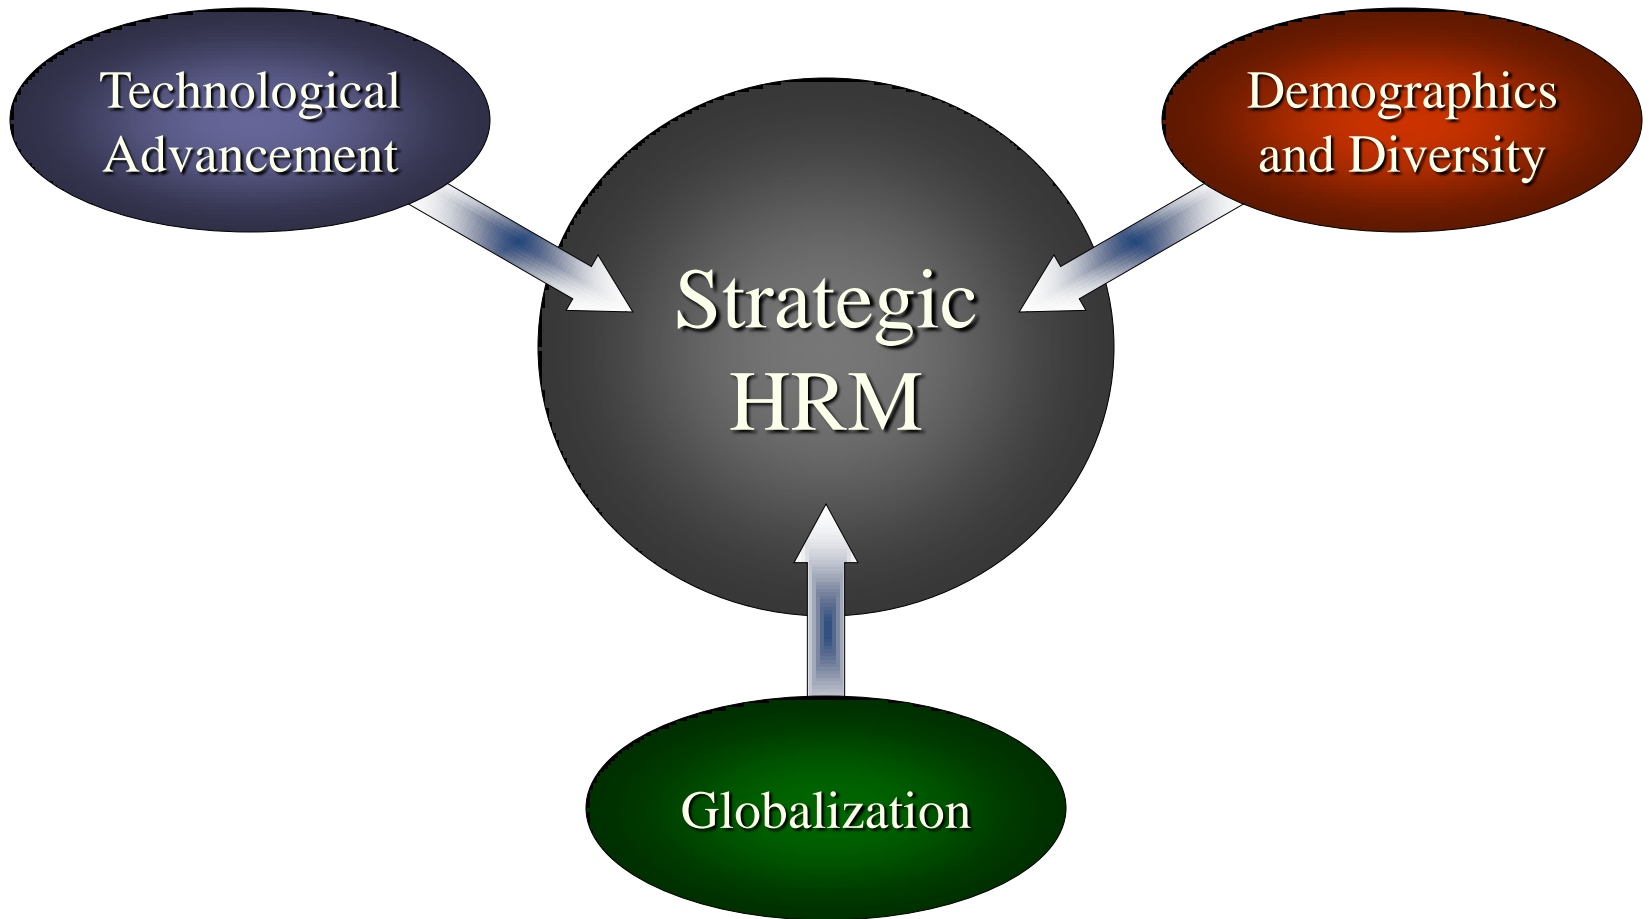 Technological
Advancement
Demographics
and Diversity
Strategic
HRM
Globalization